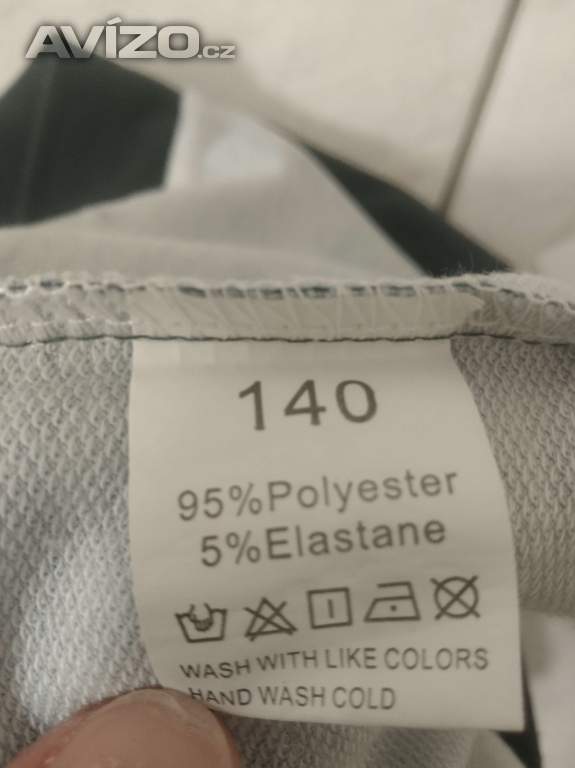 AVÍZO.cz
140
95%Polyester
5%Elastane
WASH WITH LIKE COLORS
HAND WASH COLD